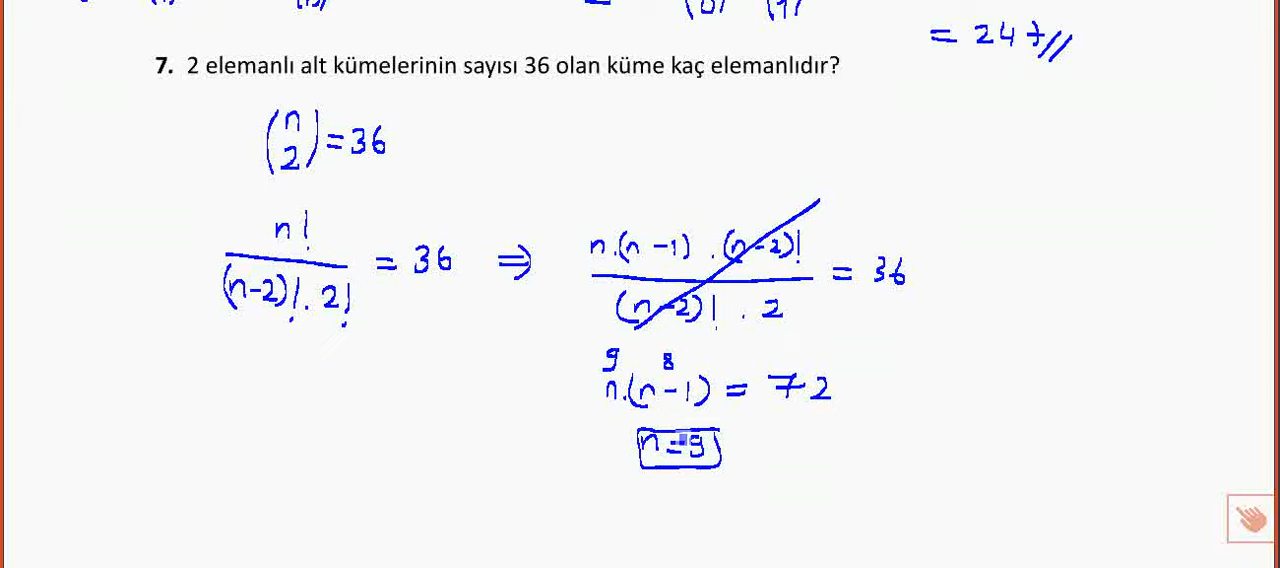 = 247//
7. 2 elemanlı alt kümelerinin sayısı 36 olan küme kaç elemanlıdır?
(n 2) = 36
n! / (n-2)! . 2! = 36 ⇒ n.(n-1).(n-2)! / (n-2)! . 2 = 36
9 8
n.(n-1) = 72
n=9